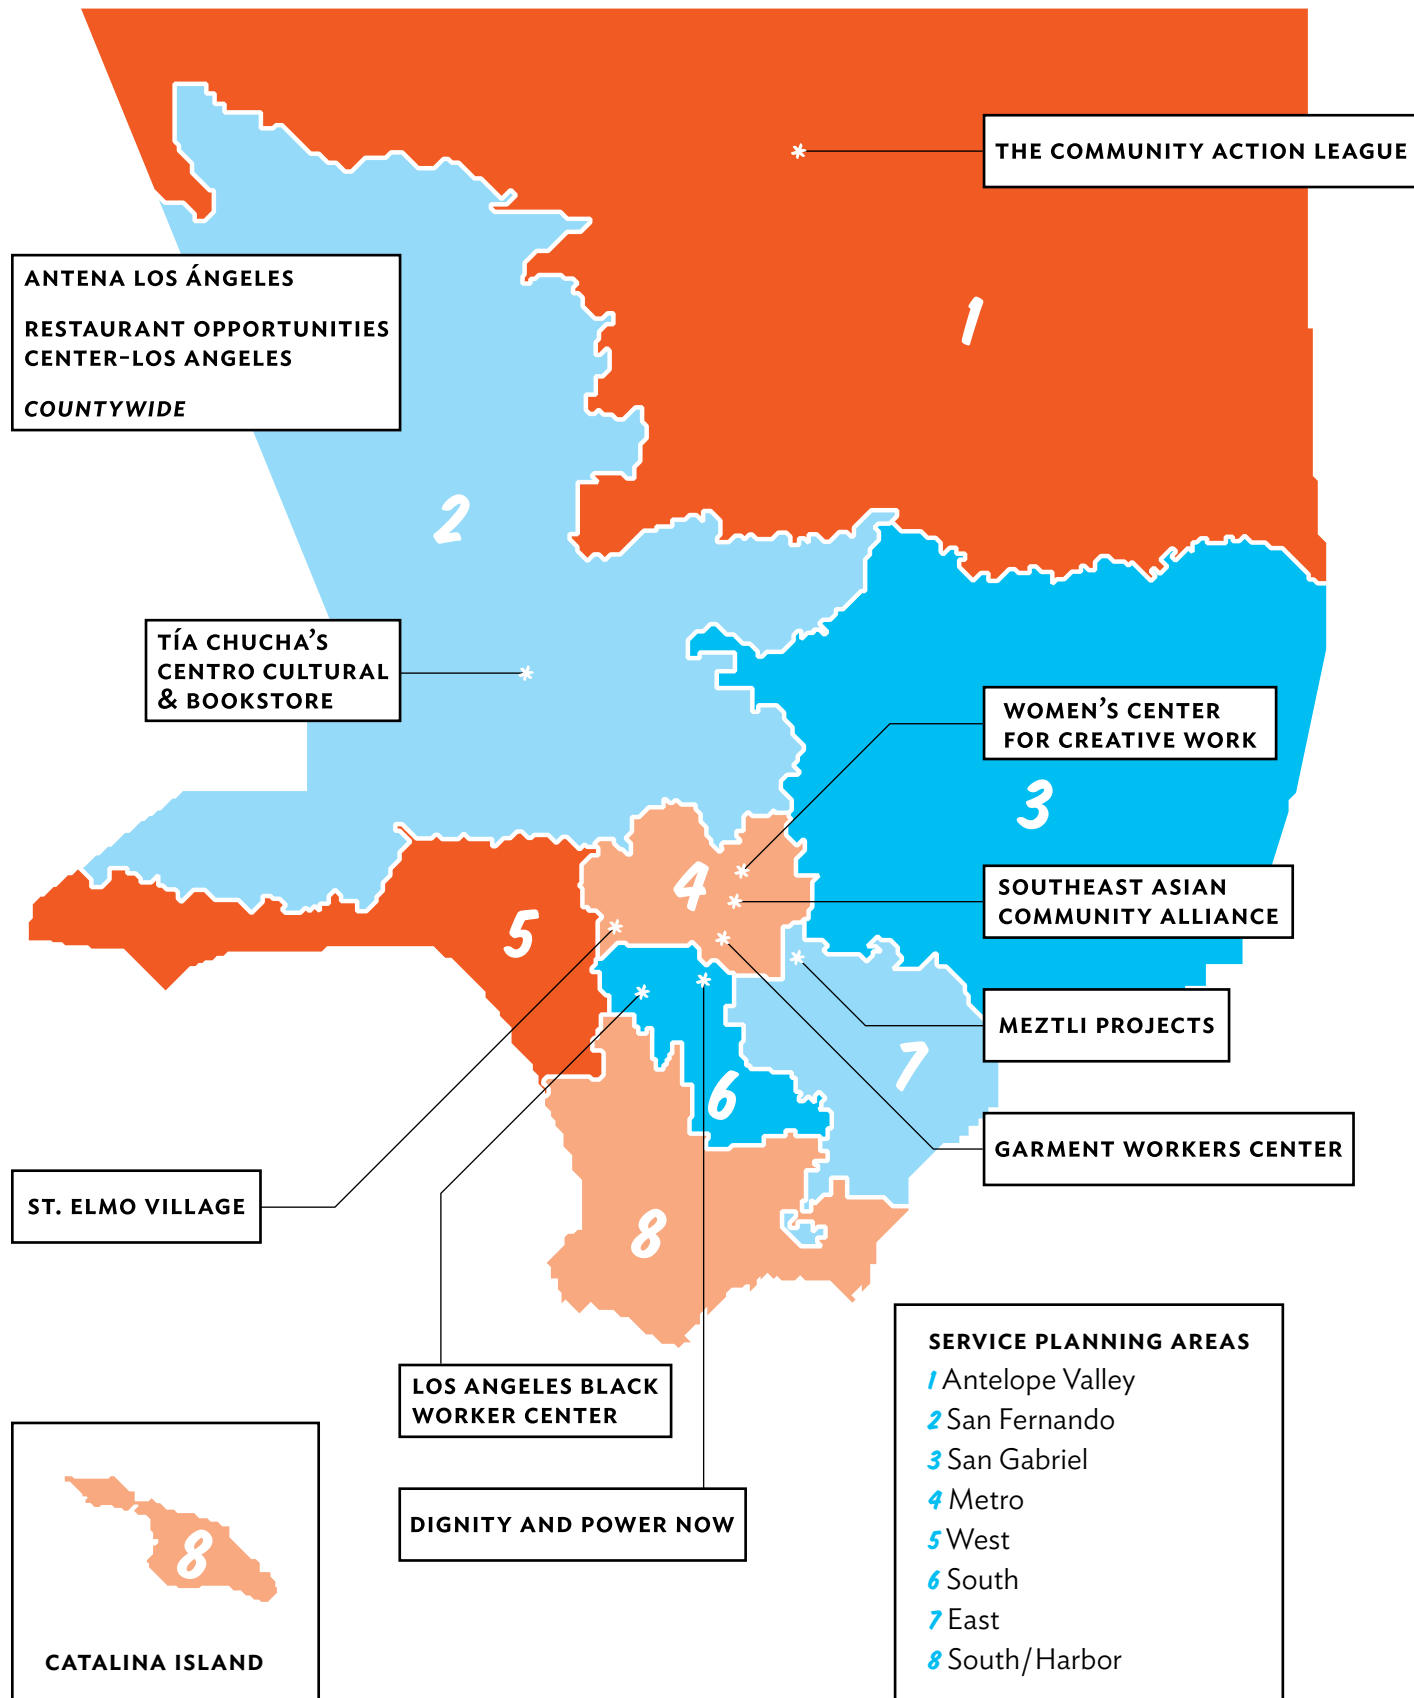 THE COMMUNITY ACTION LEAGUE
ANTENA LOS ÁNGELES
RESTAURANT OPPORTUNITIES
CENTER–LOS ANGELES
COUNTYWIDE
1
2
TÍA CHUCHA’S
CENTRO CULTURAL
& BOOKSTORE
WOMEN’S CENTER
FOR CREATIVE WORK
3
4
SOUTHEAST ASIAN
COMMUNITY ALLIANCE
5
MEZTLI PROJECTS
7
6
GARMENT WORKERS CENTER
ST. ELMO VILLAGE
8
LOS ANGELES BLACK
WORKER CENTER
DIGNITY AND POWER NOW
8
CATALINA ISLAND
SERVICE PLANNING AREAS
1 Antelope Valley
2 San Fernando
3 San Gabriel
4 Metro
5 West
6 South
7 East
8 South/Harbor